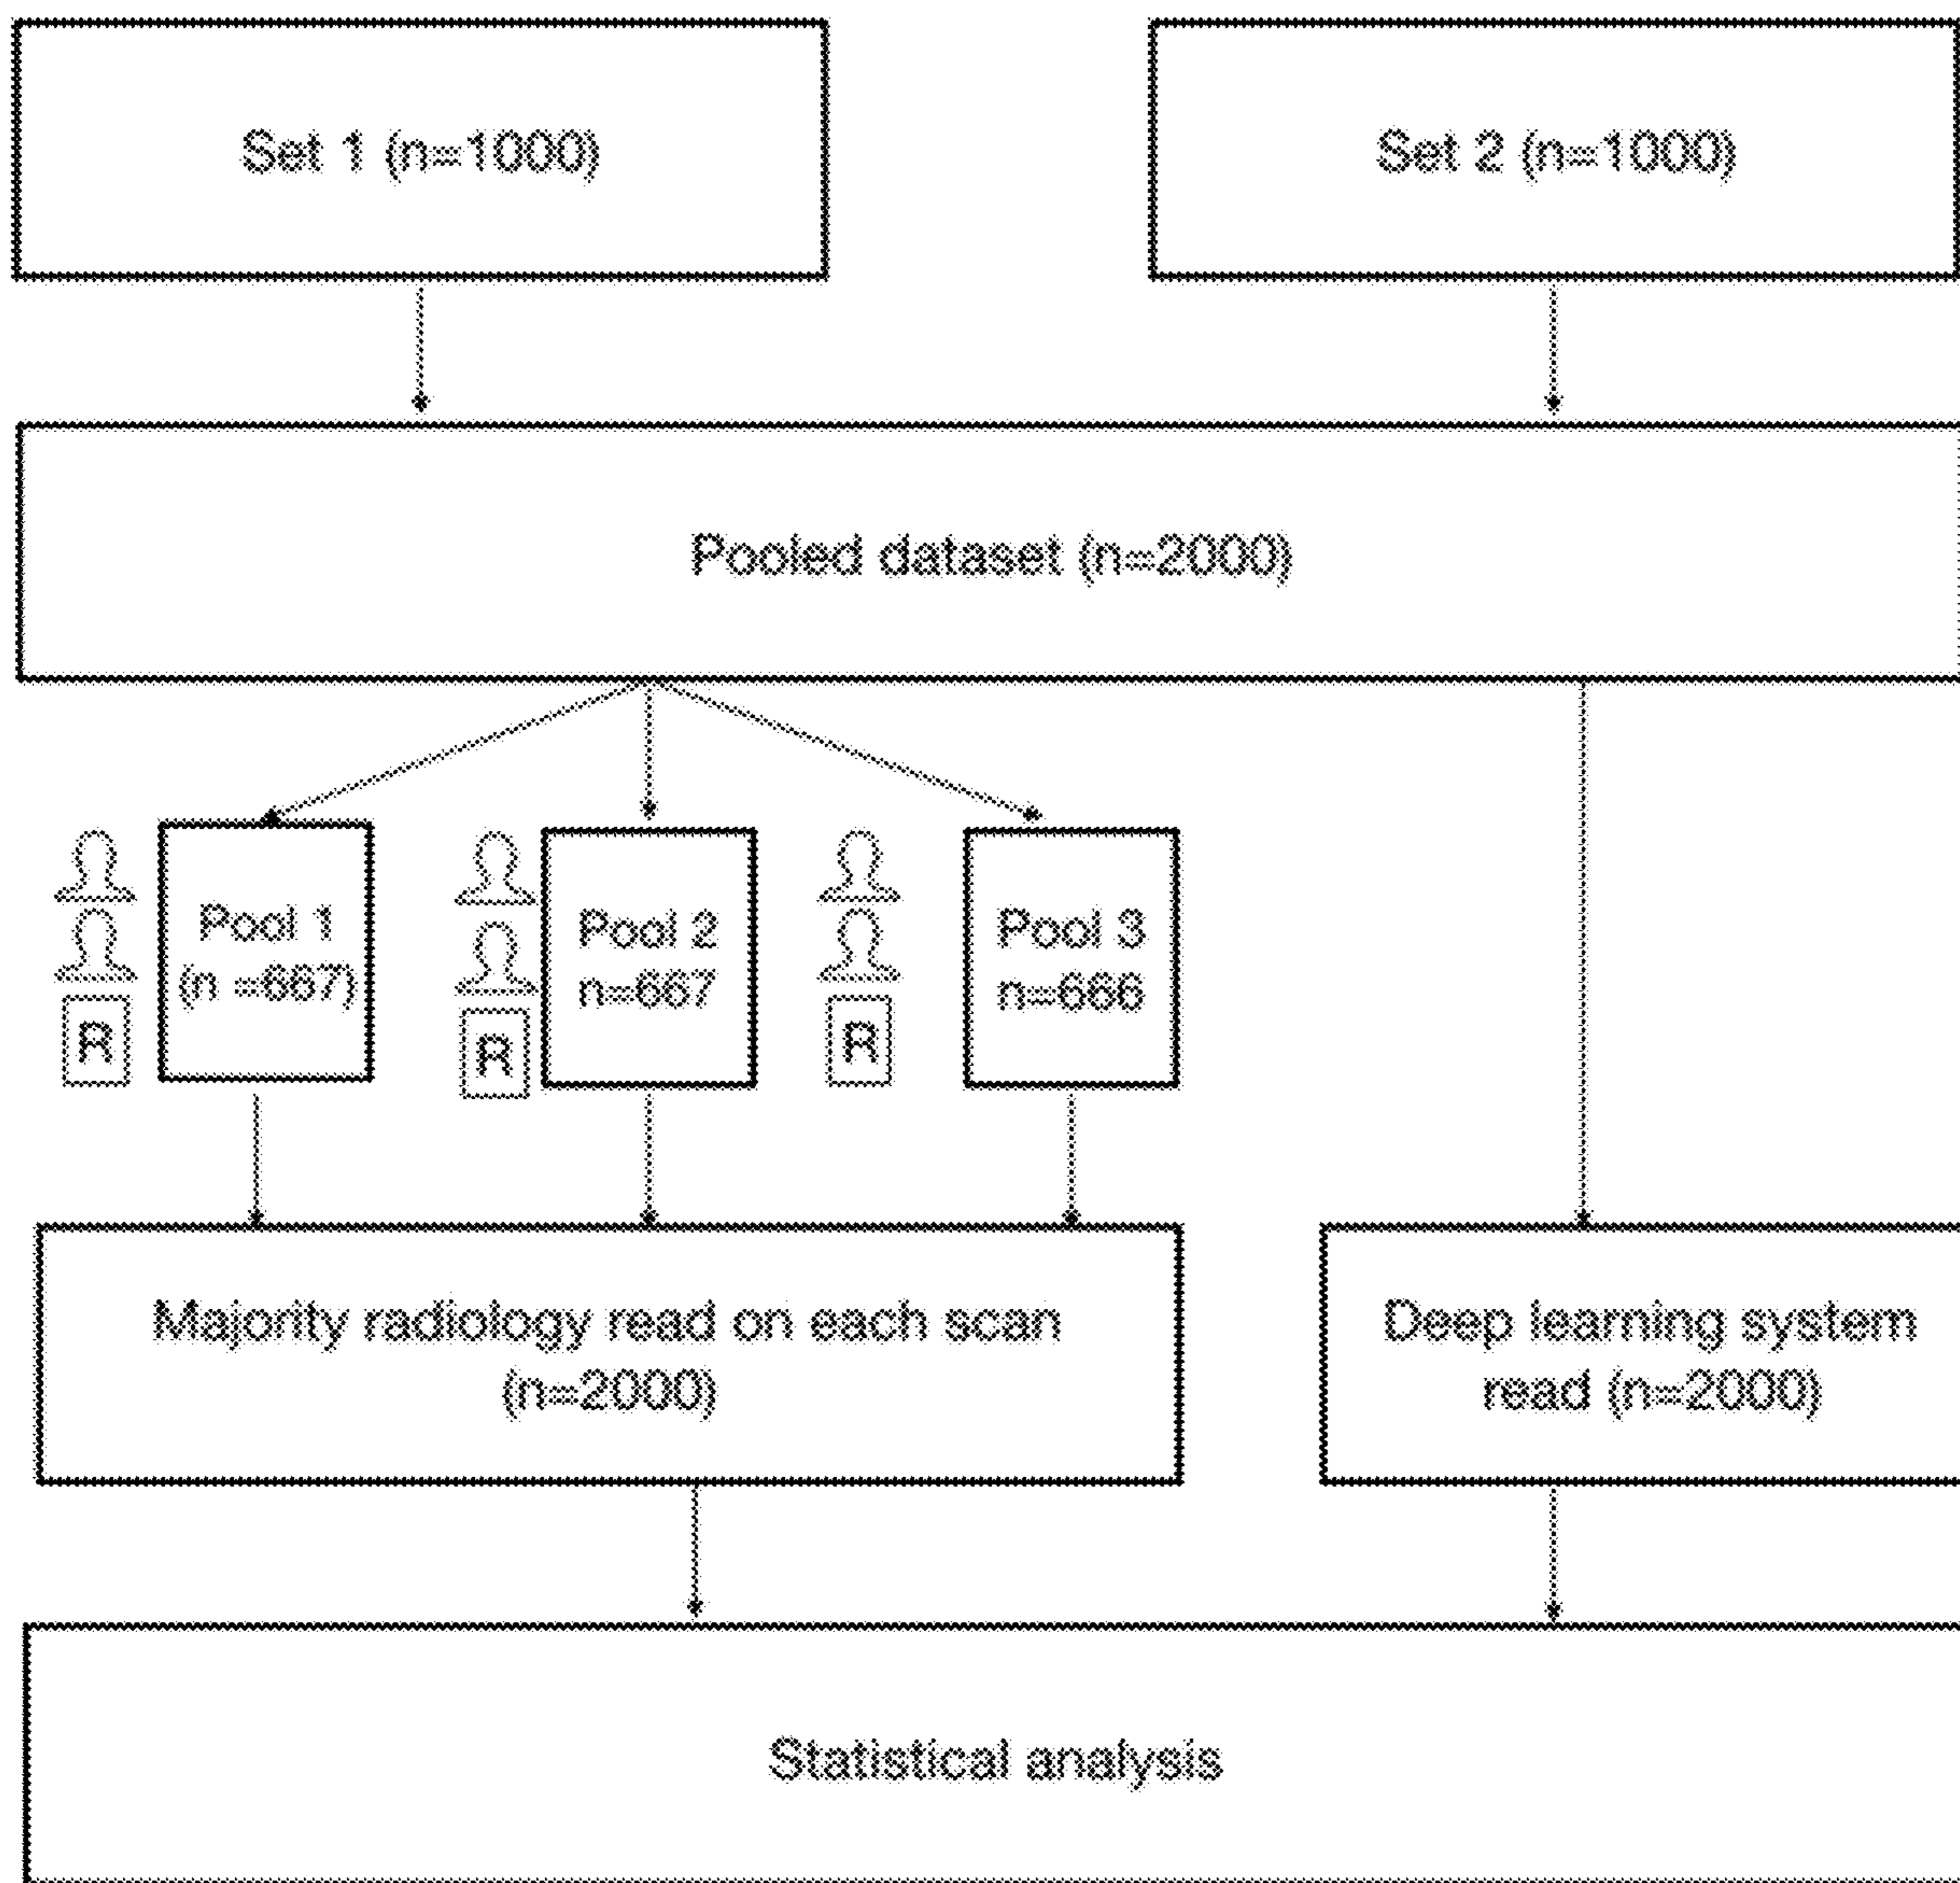 Set 1 (n=1000)
Set 2 (n=1000)
Pooled dataset (n=2000)
Pool 1
(n =667)
R
Pool 2
n=667
R
Pool 3
n=666
R
Majority radiology read on each scan
(n=2000)
Deep learning system
read (n=2000)
Statistical analysis